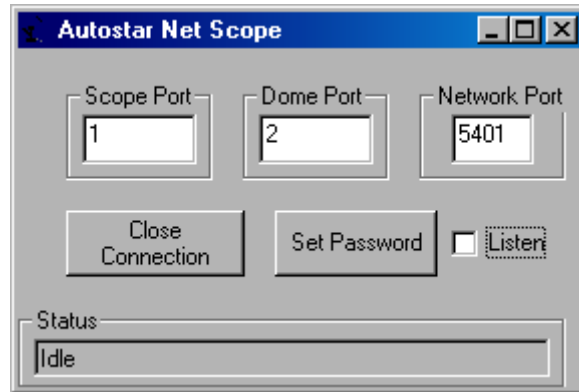 Autostar Net Scope
Scope Port
Dome Port
Network Port
1
2
5401
Close
Connection
Set Password
Listen
Status
Idle